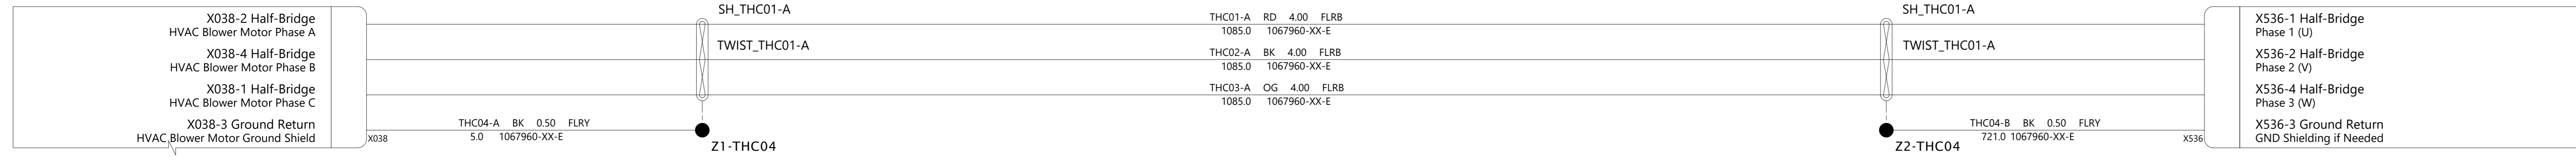 SH_THC01-A
SH_THC01-A
X038-2 Half-Bridge
HVAC Blower Motor Phase A
THC01-A RD 4.00 FLRB
1085.0 1067960-XX-E
X536-1 Half-Bridge
Phase 1 (U)
TWIST_THC01-A
TWIST_THC01-A
X038-4 Half-Bridge
HVAC Blower Motor Phase B
THC02-A BK 4.00 FLRB
1085.0 1067960-XX-E
X536-2 Half-Bridge
Phase 2 (V)
X038-1 Half-Bridge
HVAC Blower Motor Phase C
THC03-A OG 4.00 FLRB
1085.0 1067960-XX-E
X536-4 Half-Bridge
Phase 3 (W)
X038-3 Ground Return
HVAC Blower Motor Ground Shield
X038
THC04-A BK 0.50 FLRY
5.0 1067960-XX-E
Z1-THC04
Z2-THC04
THC04-B BK 0.50 FLRY
721.0 1067960-XX-E
X536
X536-3 Ground Return
GND Shielding if Needed